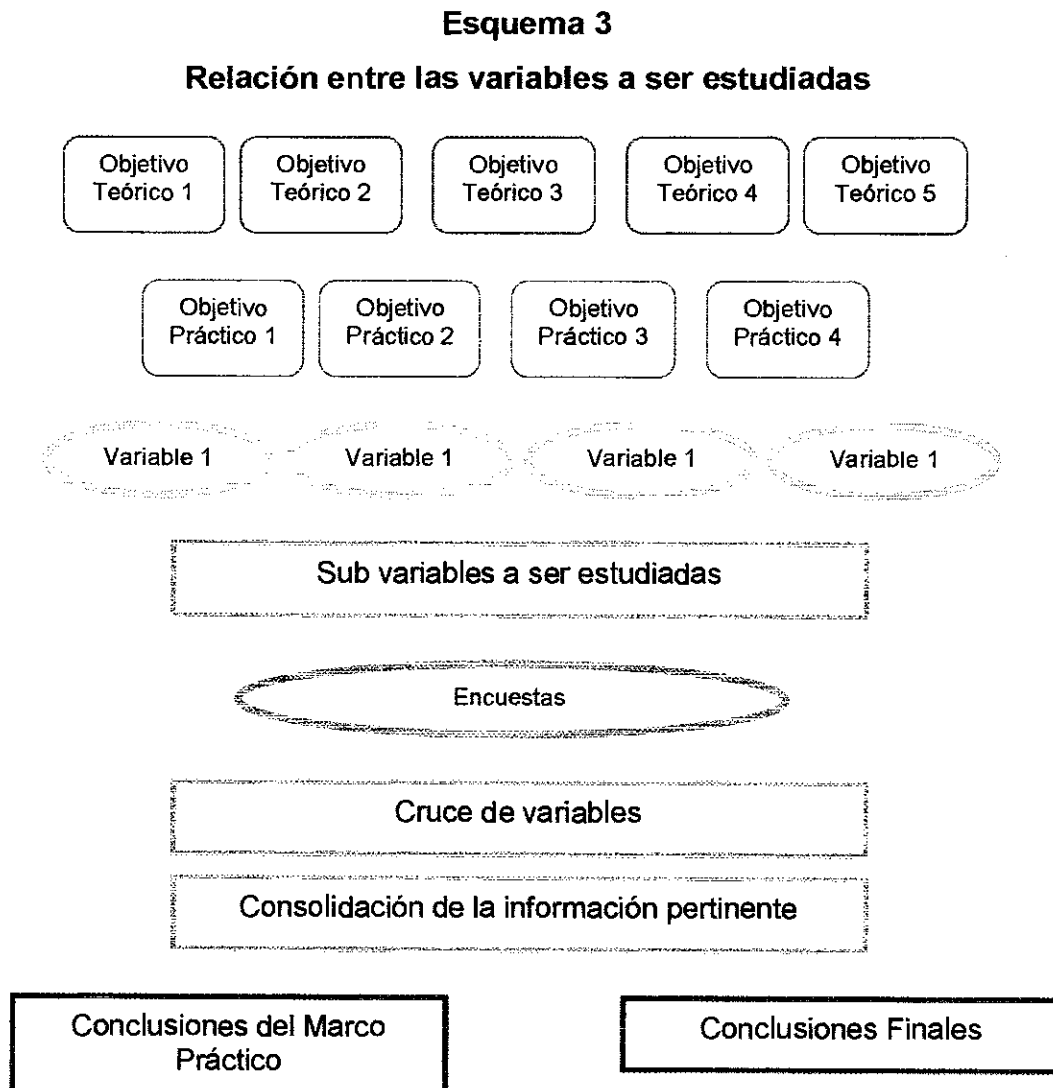 Esquema 3
Relación entre las variables a ser estudiadas
Objetivo
Teórico 1
Objetivo
Teórico 2
Objetivo
Teórico 3
Objetivo
Teórico 4
Objetivo
Teórico 5
Objetivo
Práctico 1
Objetivo
Práctico 2
Objetivo
Práctico 3
Objetivo
Práctico 4
Variable 1
Variable 1
Variable 1
Variable 1
Sub variables a ser estudiadas
Encuestas
Cruce de variables
Consolidación de la información pertinente
Conclusiones del Marco
Práctico
Conclusiones Finales